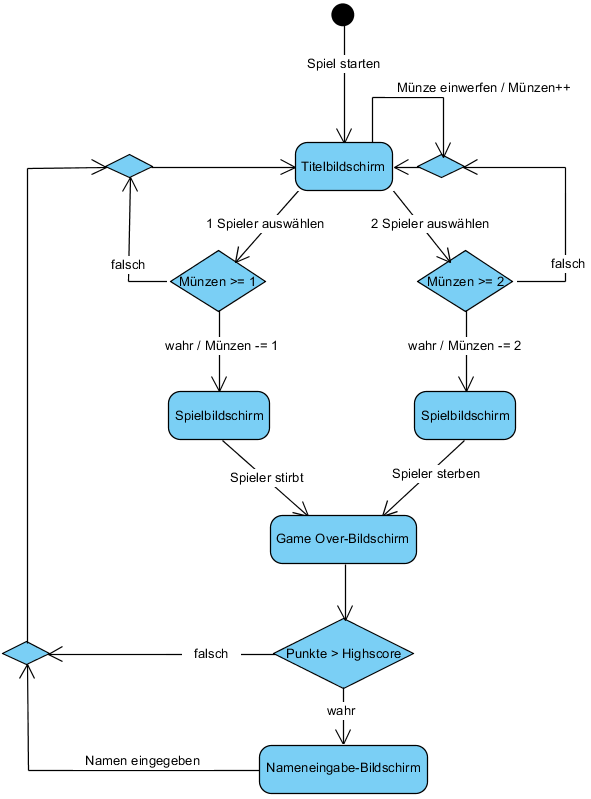 Spiel starten
Münze einwerfen / Münzen++
Titelbildschirm
1 Spieler auswählen
2 Spieler auswählen
falsch
Münzen >= 1
Münzen >= 2
falsch
wahr / Münzen -= 1
wahr / Münzen -= 2
Spielbildschirm
Spielbildschirm
Spieler stirbt
Spieler sterben
Game Over-Bildschirm
falsch
Punkte > Highscore
wahr
Namen eingegeben
Nameneingabe-Bildschirm